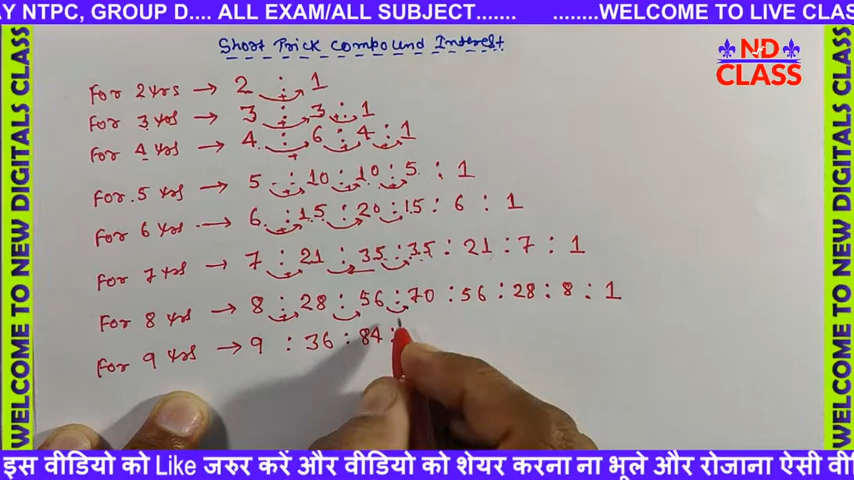 AY NTPC, GROUP D.... ALL EXAM/ALL SUBJECT....... ........WELCOME TO LIVE CLAS
Short Trick Compound Interest
ND
CLASS
For 2yrs → 2 : 1
For 3 yrs → 3 : 3 : 1
For 4 yrs → 4 : 6 : 4 : 1
For 5 yrs → 5 : 10 : 10 : 5 : 1
For 6 yrs → 6 : 15 : 20 : 15 : 6 : 1
For 7 yrs → 7 : 21 : 35 : 35 : 21 : 7 : 1
For 8 yrs → 8 : 28 : 56 : 70 : 56 : 28 : 8 : 1
For 9 yrs → 9 : 36 : 84 :
WELCOME TO NEW DIGITALS CLASS
WELCOME TO NEW DIGITALS CLASS
इस वीडियो को Like जरुर करें और वीडियो को शेयर करना ना भूले और रोजाना ऐसी वी